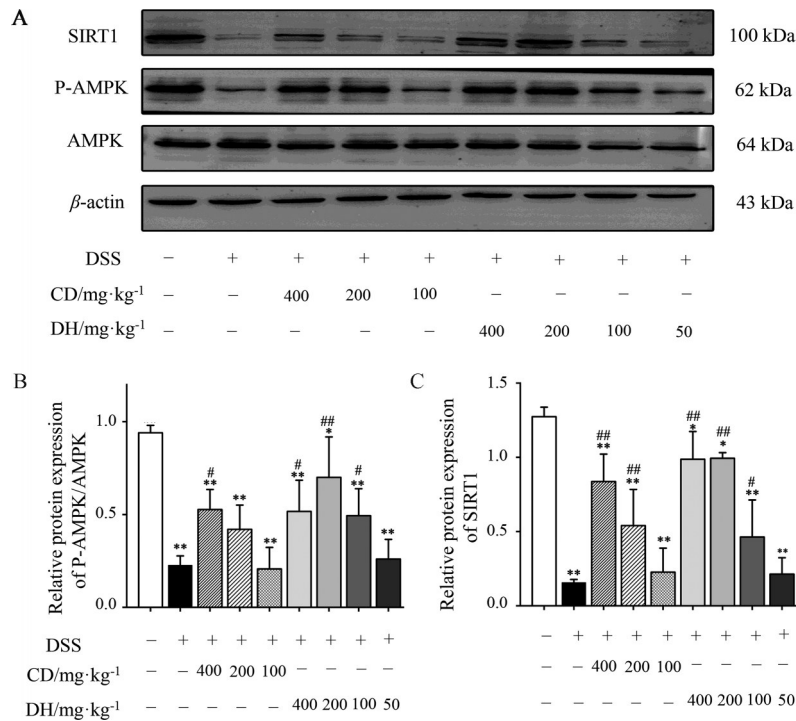 A
SIRT1 100 kDa
P-AMPK 62 kDa
AMPK 64 kDa
β-actin 43 kDa
DSS − + + + + + + + +
CD/mg·kg⁻¹ − − 400 200 100 − − − −
DH/mg·kg⁻¹ − − − − − 400 200 100 50
B
Relative protein expression
of P-AMPK/AMPK
1.0
0.5
0.0
** # ** ** ** # ** ## * # ** **
DSS − + + + + + + + +
CD/mg·kg⁻¹ − − 400 200 100 − − − −
DH/mg·kg⁻¹ − − − − − 400 200 100 50
C
Relative protein expression
of SIRT1
1.5
1.0
0.5
0.0
** ## ** ## ** ** ## * ## * # ** **
− + + + + + + + +
− − 400 200 100 − − − −
− − − − − 400 200 100 50